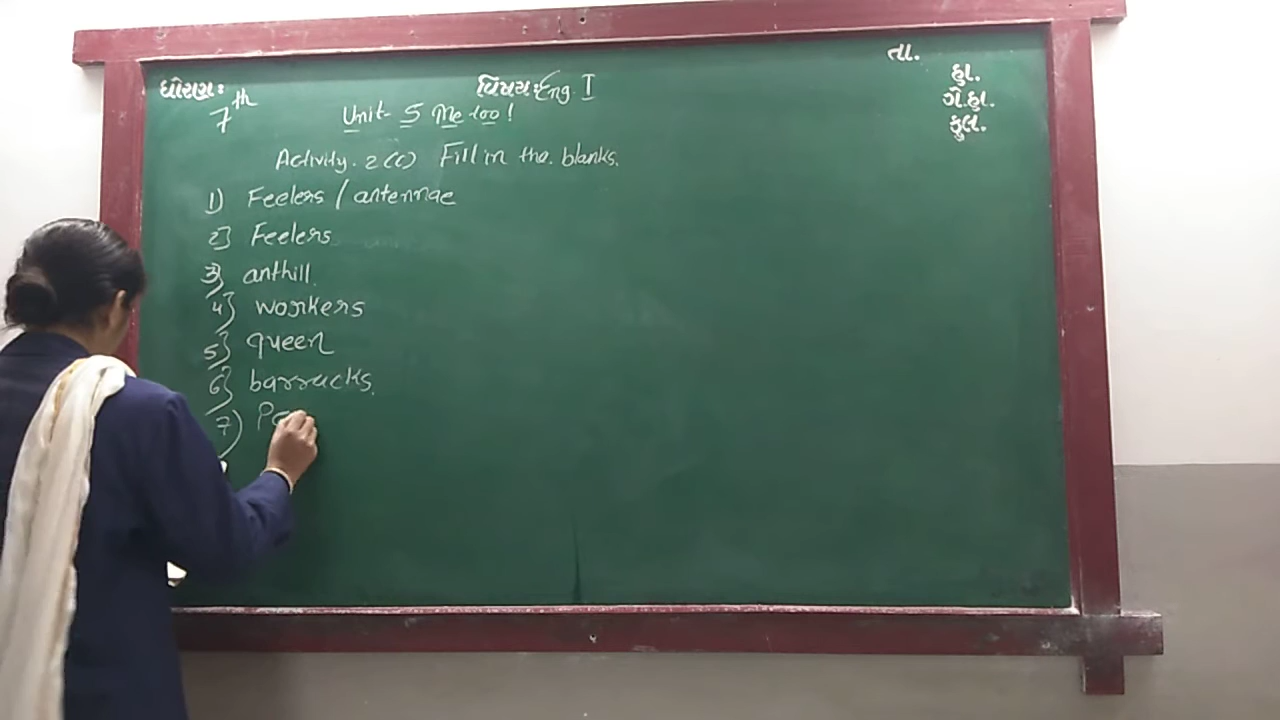 ધોરણ: વિષય: Eng. I તા.
7th હા.
Unit- 5 Me too! ગે.હા.
કુલ.
Activity. 2(c) Fill in the. blanks.
1) Feelers / antennae
2] Feelers
3) anthill.
4) workers
5) queen
6) barracks.
7)